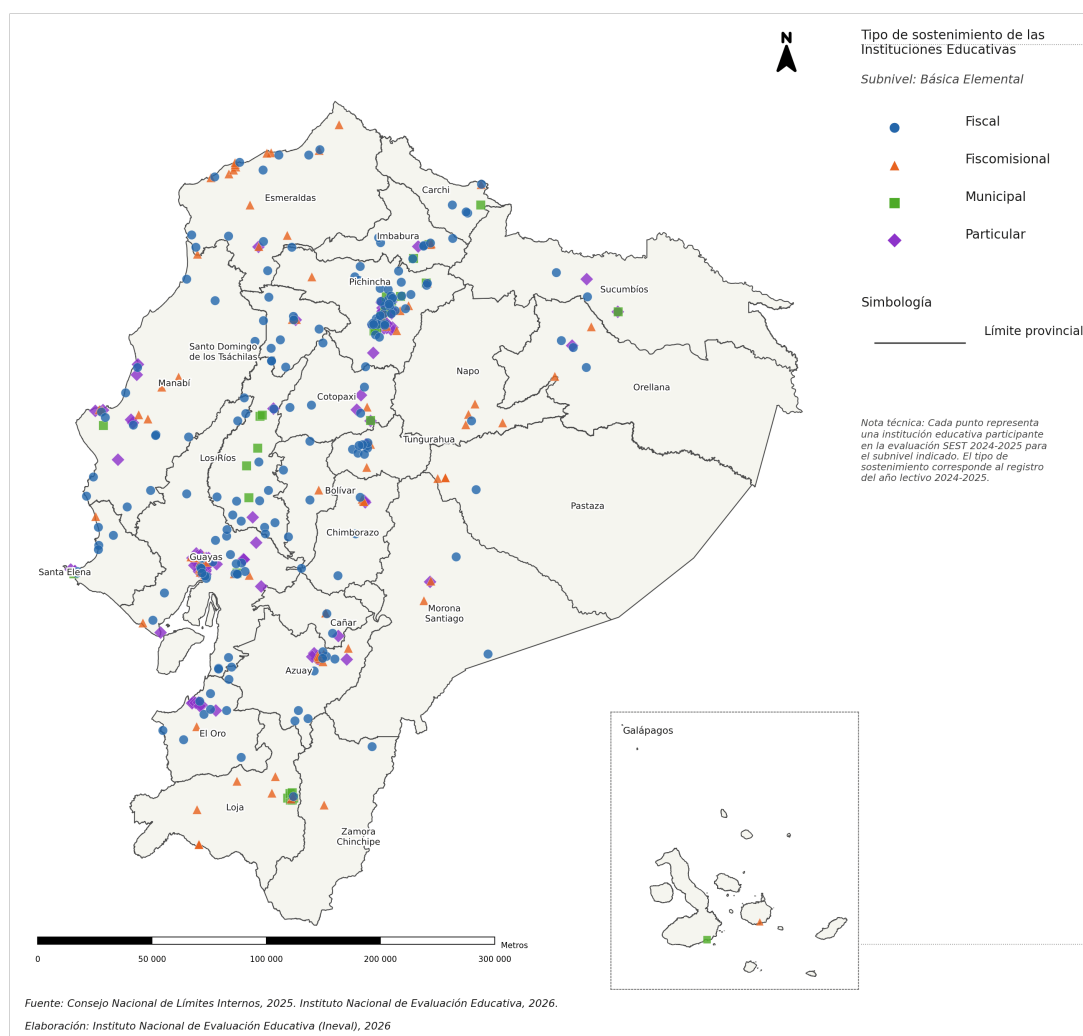 Tipo de sostenimiento de las
Instituciones Educativas
Subnivel: Básica Elemental
Fiscal
Fiscomisional
Municipal
Particular
Simbología
Límite provincial
Nota técnica: Cada punto representa
una institución educativa participante
en la evaluación SEST 2024-2025 para
el subnivel indicado. El tipo de
sostenimiento corresponde al registro
del año lectivo 2024-2025.
N
Esmeraldas
Carchi
Imbabura
Pichincha
Sucumbíos
Santo Domingo
de los Tsáchilas
Manabí
Napo
Orellana
Cotopaxi
Tungurahua
Los Ríos
Bolívar
Pastaza
Chimborazo
Guayas
Santa Elena
Morona
Santiago
Cañar
Azuay
El Oro
Loja
Zamora
Chinchipe
Galápagos
Metros
0
50 000
100 000
200 000
300 000
Fuente: Consejo Nacional de Límites Internos, 2025. Instituto Nacional de Evaluación Educativa, 2026.
Elaboración: Instituto Nacional de Evaluación Educativa (Ineval), 2026